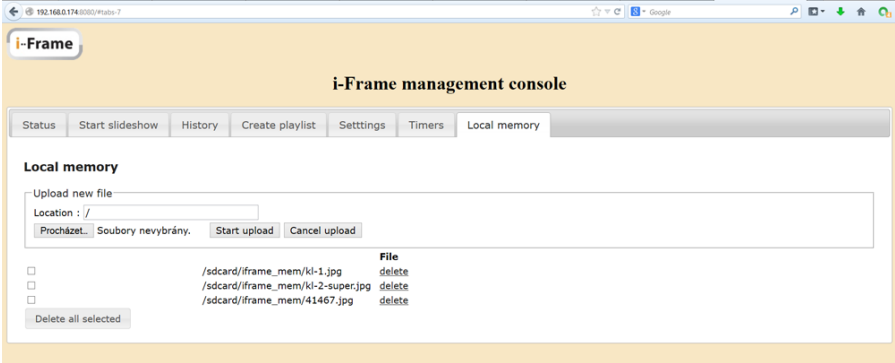 192.168.0.174:8080/#tabs-7
Google
i-Frame
i-Frame management console
Status Start slideshow History Create playlist Setttings Timers Local memory
Local memory
Upload new file
Location : /
Procházet... Soubory nevybrány. Start upload Cancel upload
File
/sdcard/iframe_mem/kl-1.jpg delete
/sdcard/iframe_mem/kl-2-super.jpg delete
/sdcard/iframe_mem/41467.jpg delete
Delete all selected